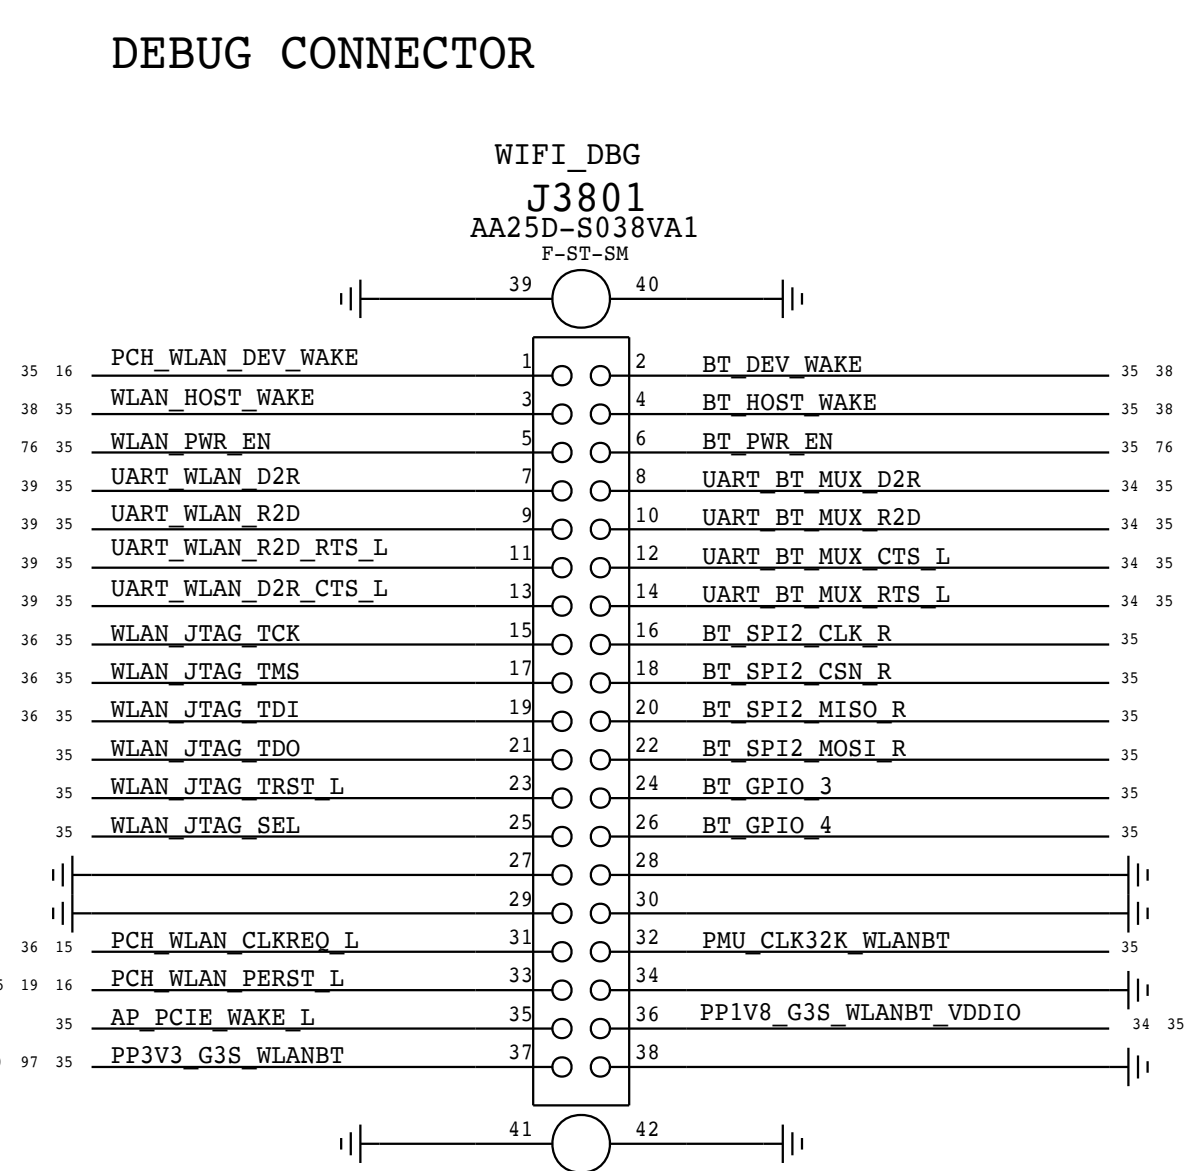 DEBUG CONNECTOR
WIFI_DBG
J3801
AA25D-S038VA1
F-ST-SM
39 40
35 16 PCH_WLAN_DEV_WAKE 1 2 BT_DEV_WAKE 35 38
38 35 WLAN_HOST_WAKE 3 4 BT_HOST_WAKE 35 38
76 35 WLAN_PWR_EN 5 6 BT_PWR_EN 35 76
39 35 UART_WLAN_D2R 7 8 UART_BT_MUX_D2R 34 35
39 35 UART_WLAN_R2D 9 10 UART_BT_MUX_R2D 34 35
39 35 UART_WLAN_R2D_RTS_L 11 12 UART_BT_MUX_CTS_L 34 35
39 35 UART_WLAN_D2R_CTS_L 13 14 UART_BT_MUX_RTS_L 34 35
36 35 WLAN_JTAG_TCK 15 16 BT_SPI2_CLK_R 35
36 35 WLAN_JTAG_TMS 17 18 BT_SPI2_CSN_R 35
36 35 WLAN_JTAG_TDI 19 20 BT_SPI2_MISO_R 35
35 WLAN_JTAG_TDO 21 22 BT_SPI2_MOSI_R 35
35 WLAN_JTAG_TRST_L 23 24 BT_GPIO_3 35
35 WLAN_JTAG_SEL 25 26 BT_GPIO_4 35
27 28
29 30
36 15 PCH_WLAN_CLKREQ_L 31 32 PMU_CLK32K_WLANBT 35
19 16 PCH_WLAN_PERST_L 33 34
35 AP_PCIE_WAKE_L 35 36 PP1V8_G3S_WLANBT_VDDIO 34 35
97 35 PP3V3_G3S_WLANBT 37 38
41 42